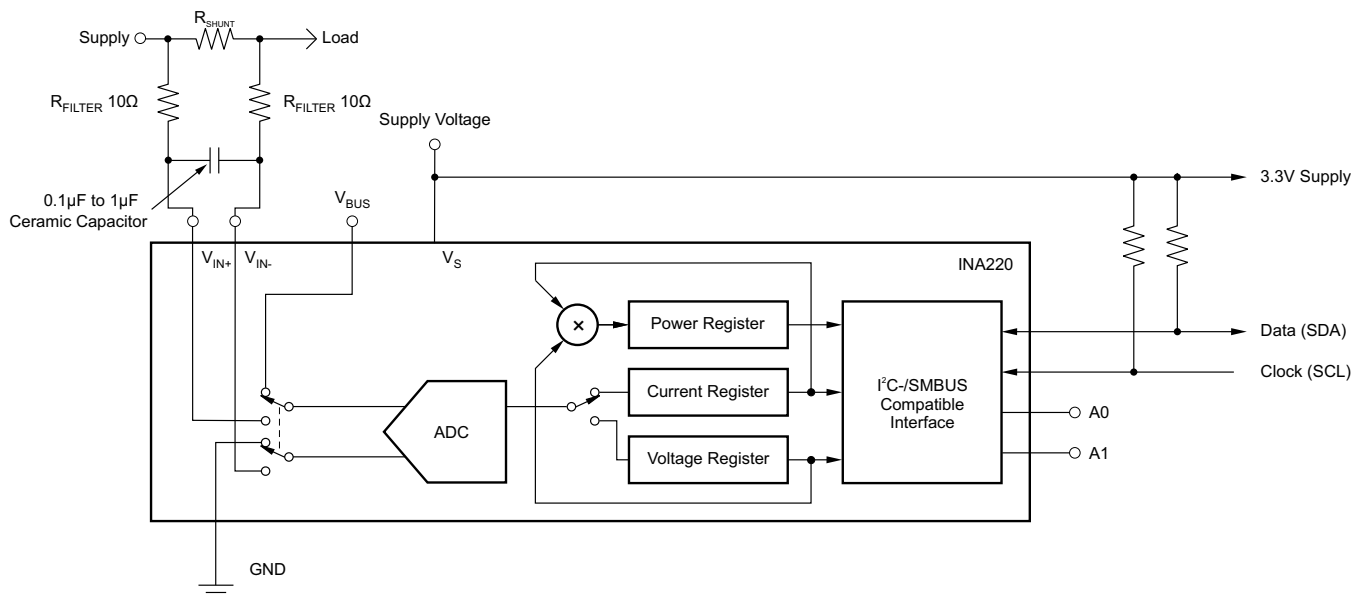 R_SHUNT
Supply
Load
R_FILTER 10Ω
R_FILTER 10Ω
Supply Voltage
0.1µF to 1µF
Ceramic Capacitor
V_BUS
3.3V Supply
V_IN+
V_IN-
V_S
INA220
×
Power Register
Current Register
Voltage Register
ADC
I²C-/SMBUS
Compatible
Interface
Data (SDA)
Clock (SCL)
A0
A1
GND